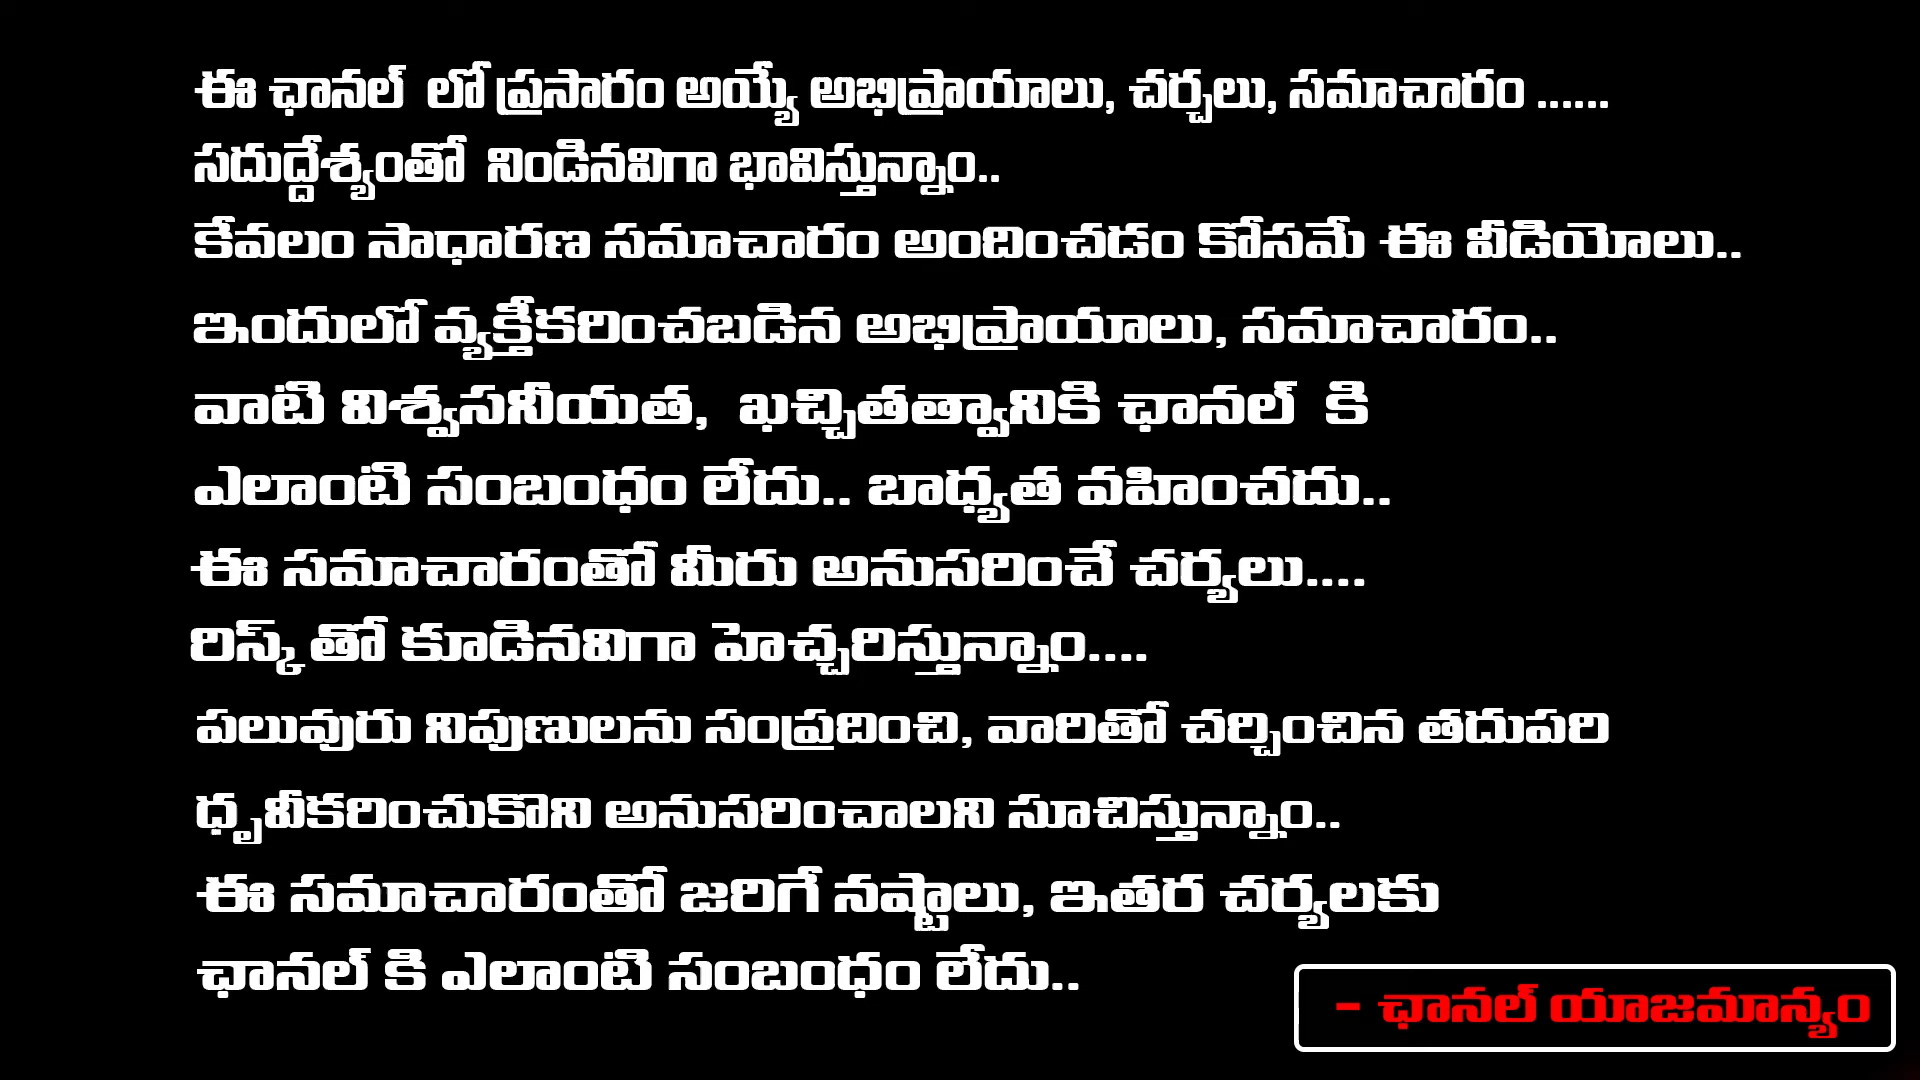 ఈ ఛానల్ లో ప్రసారం అయ్యే అభిప్రాయాలు, చర్చలు, సమాచారం ......
సదుద్దేశ్యంతో నిండినవిగా భావిస్తున్నాం..
కేవలం సాధారణ సమాచారం అందించడం కోసమే ఈ వీడియోలు..
ఇందులో వ్యక్తీకరించబడిన అభిప్రాయాలు, సమాచారం..
వాటి విశ్వసనీయత, ఖచ్చితత్వానికి ఛానల్ కి
ఎలాంటి సంబంధం లేదు.. బాధ్యత వహించదు..
ఈ సమాచారంతో మీరు అనుసరించే చర్యలు....
రిస్క్ తో కూడినవిగా హెచ్చరిస్తున్నాం....
పలువురు నిపుణులను సంప్రదించి, వారితో చర్చించిన తదుపరి
ధృవీకరించుకొని అనుసరించాలని సూచిస్తున్నాం..
ఈ సమాచారంతో జరిగే నష్టాలు, ఇతర చర్యలకు
ఛానల్ కి ఎలాంటి సంబంధం లేదు..
- ఛానల్ యాజమాన్యం